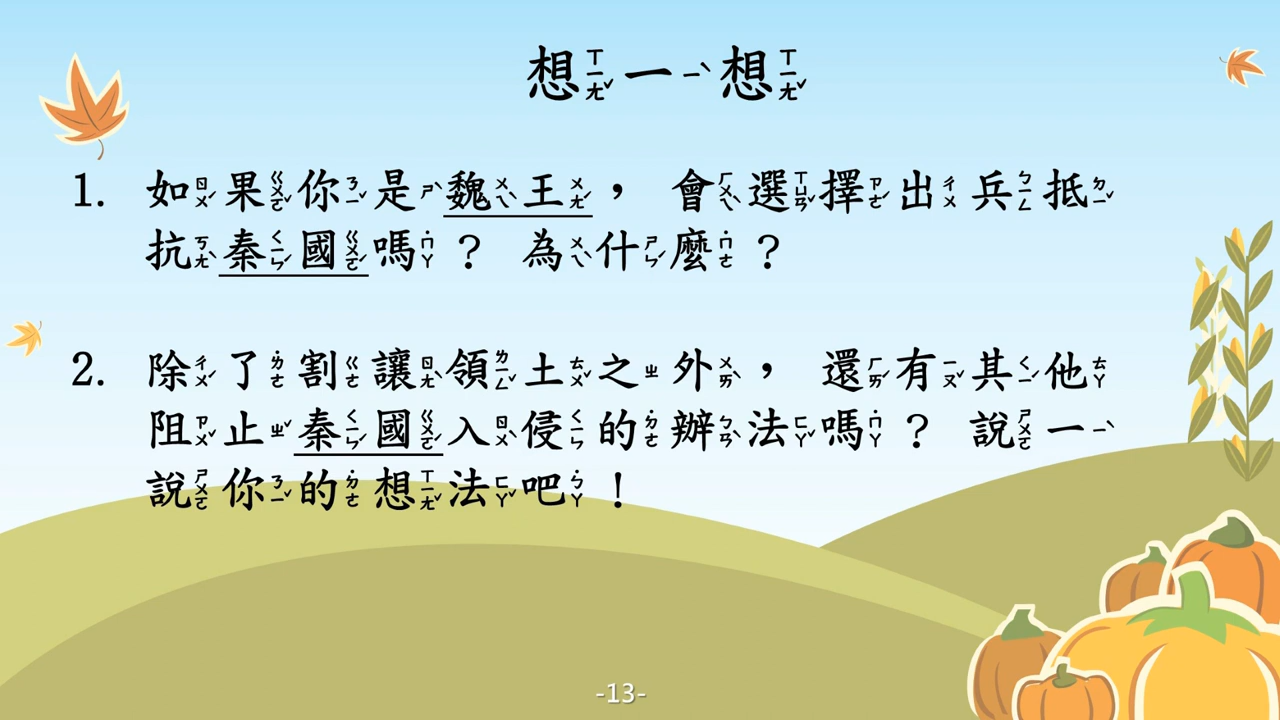 想一想
1. 如果你是魏王，會選擇出兵抵
抗秦國嗎？為什麼？
2. 除了割讓領土之外，還有其他
阻止秦國入侵的辦法嗎？說一
說你的想法吧！
-13-